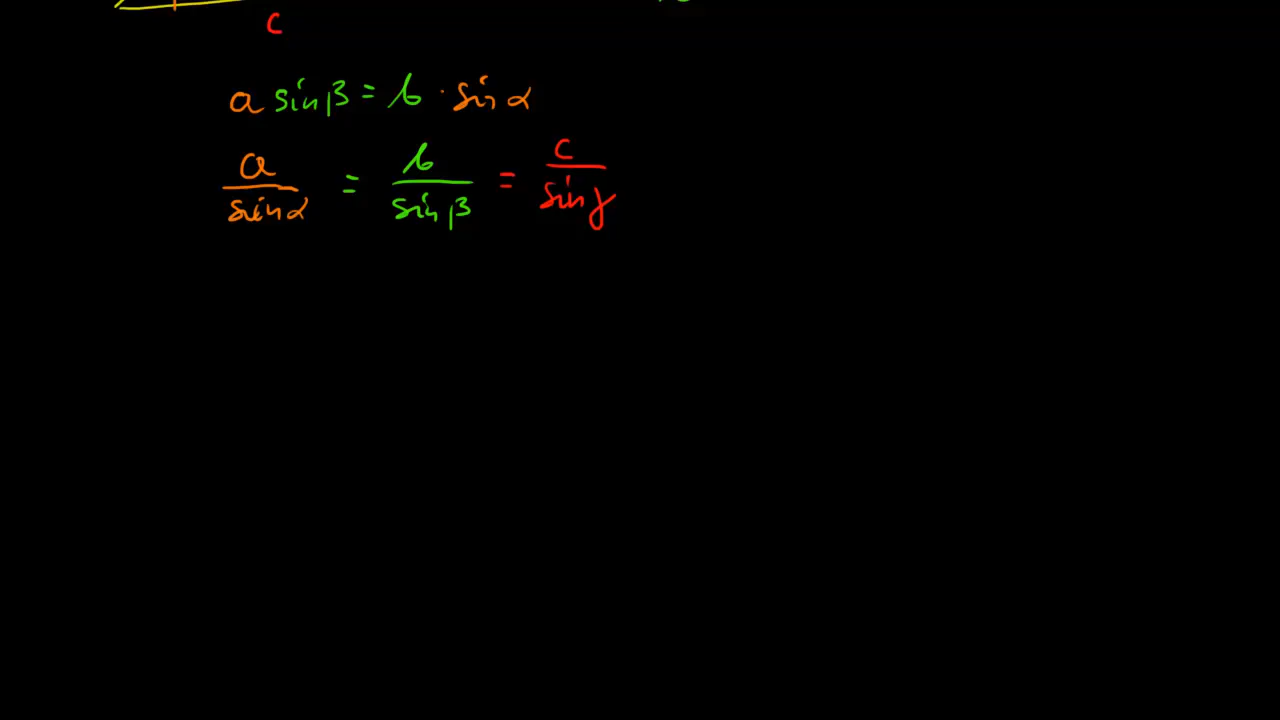 c
a sinβ = b · sinα
a/sinα = b/sinβ = c/sinγ